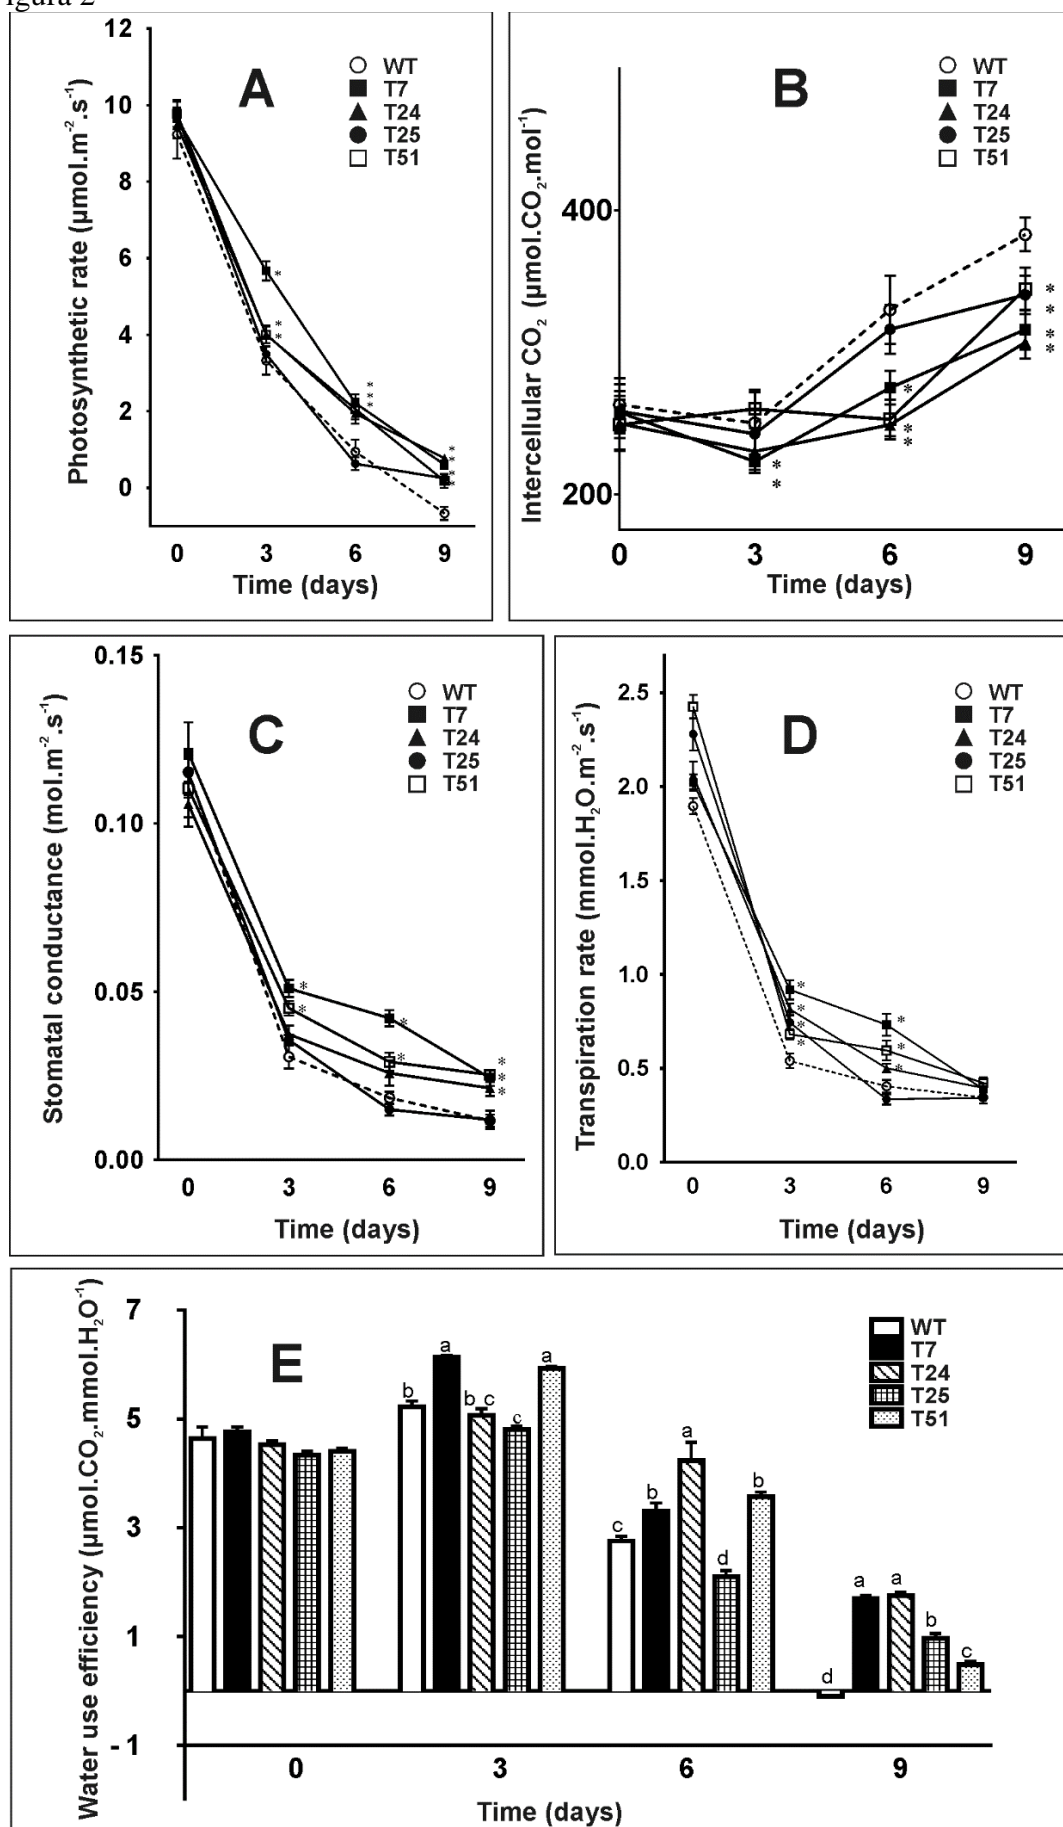 igura 2
A
Photosynthetic rate (µmol.m⁻².s⁻¹)
12
10
8
6
4
2
0
WT
T7
T24
T25
T51
*
*
*
*
*
*
*
*
*
*
0 3 6 9
Time (days)
B
Intercellular CO₂ (µmol.CO₂.mol⁻¹)
400
200
WT
T7
T24
T25
T51
*
*
*
*
*
*
*
*
*
0 3 6 9
Time (days)
C
Stomatal conductance (mol.m⁻².s⁻¹)
0.15
0.10
0.05
0.00
WT
T7
T24
T25
T51
*
*
*
*
*
*
*
0 3 6 9
Time (days)
D
Transpiration rate (mmol.H₂O.m⁻².s⁻¹)
2.5
2.0
1.5
1.0
0.5
0.0
WT
T7
T24
T25
T51
*
*
*
*
*
*
*
0 3 6 9
Time (days)
E
Water use efficiency (µmol.CO₂.mmol.H₂O⁻¹)
7
5
3
1
-1
WT
T7
T24
T25
T51
b a b c c a
c b a d b
d a a b c
0 3 6 9
Time (days)